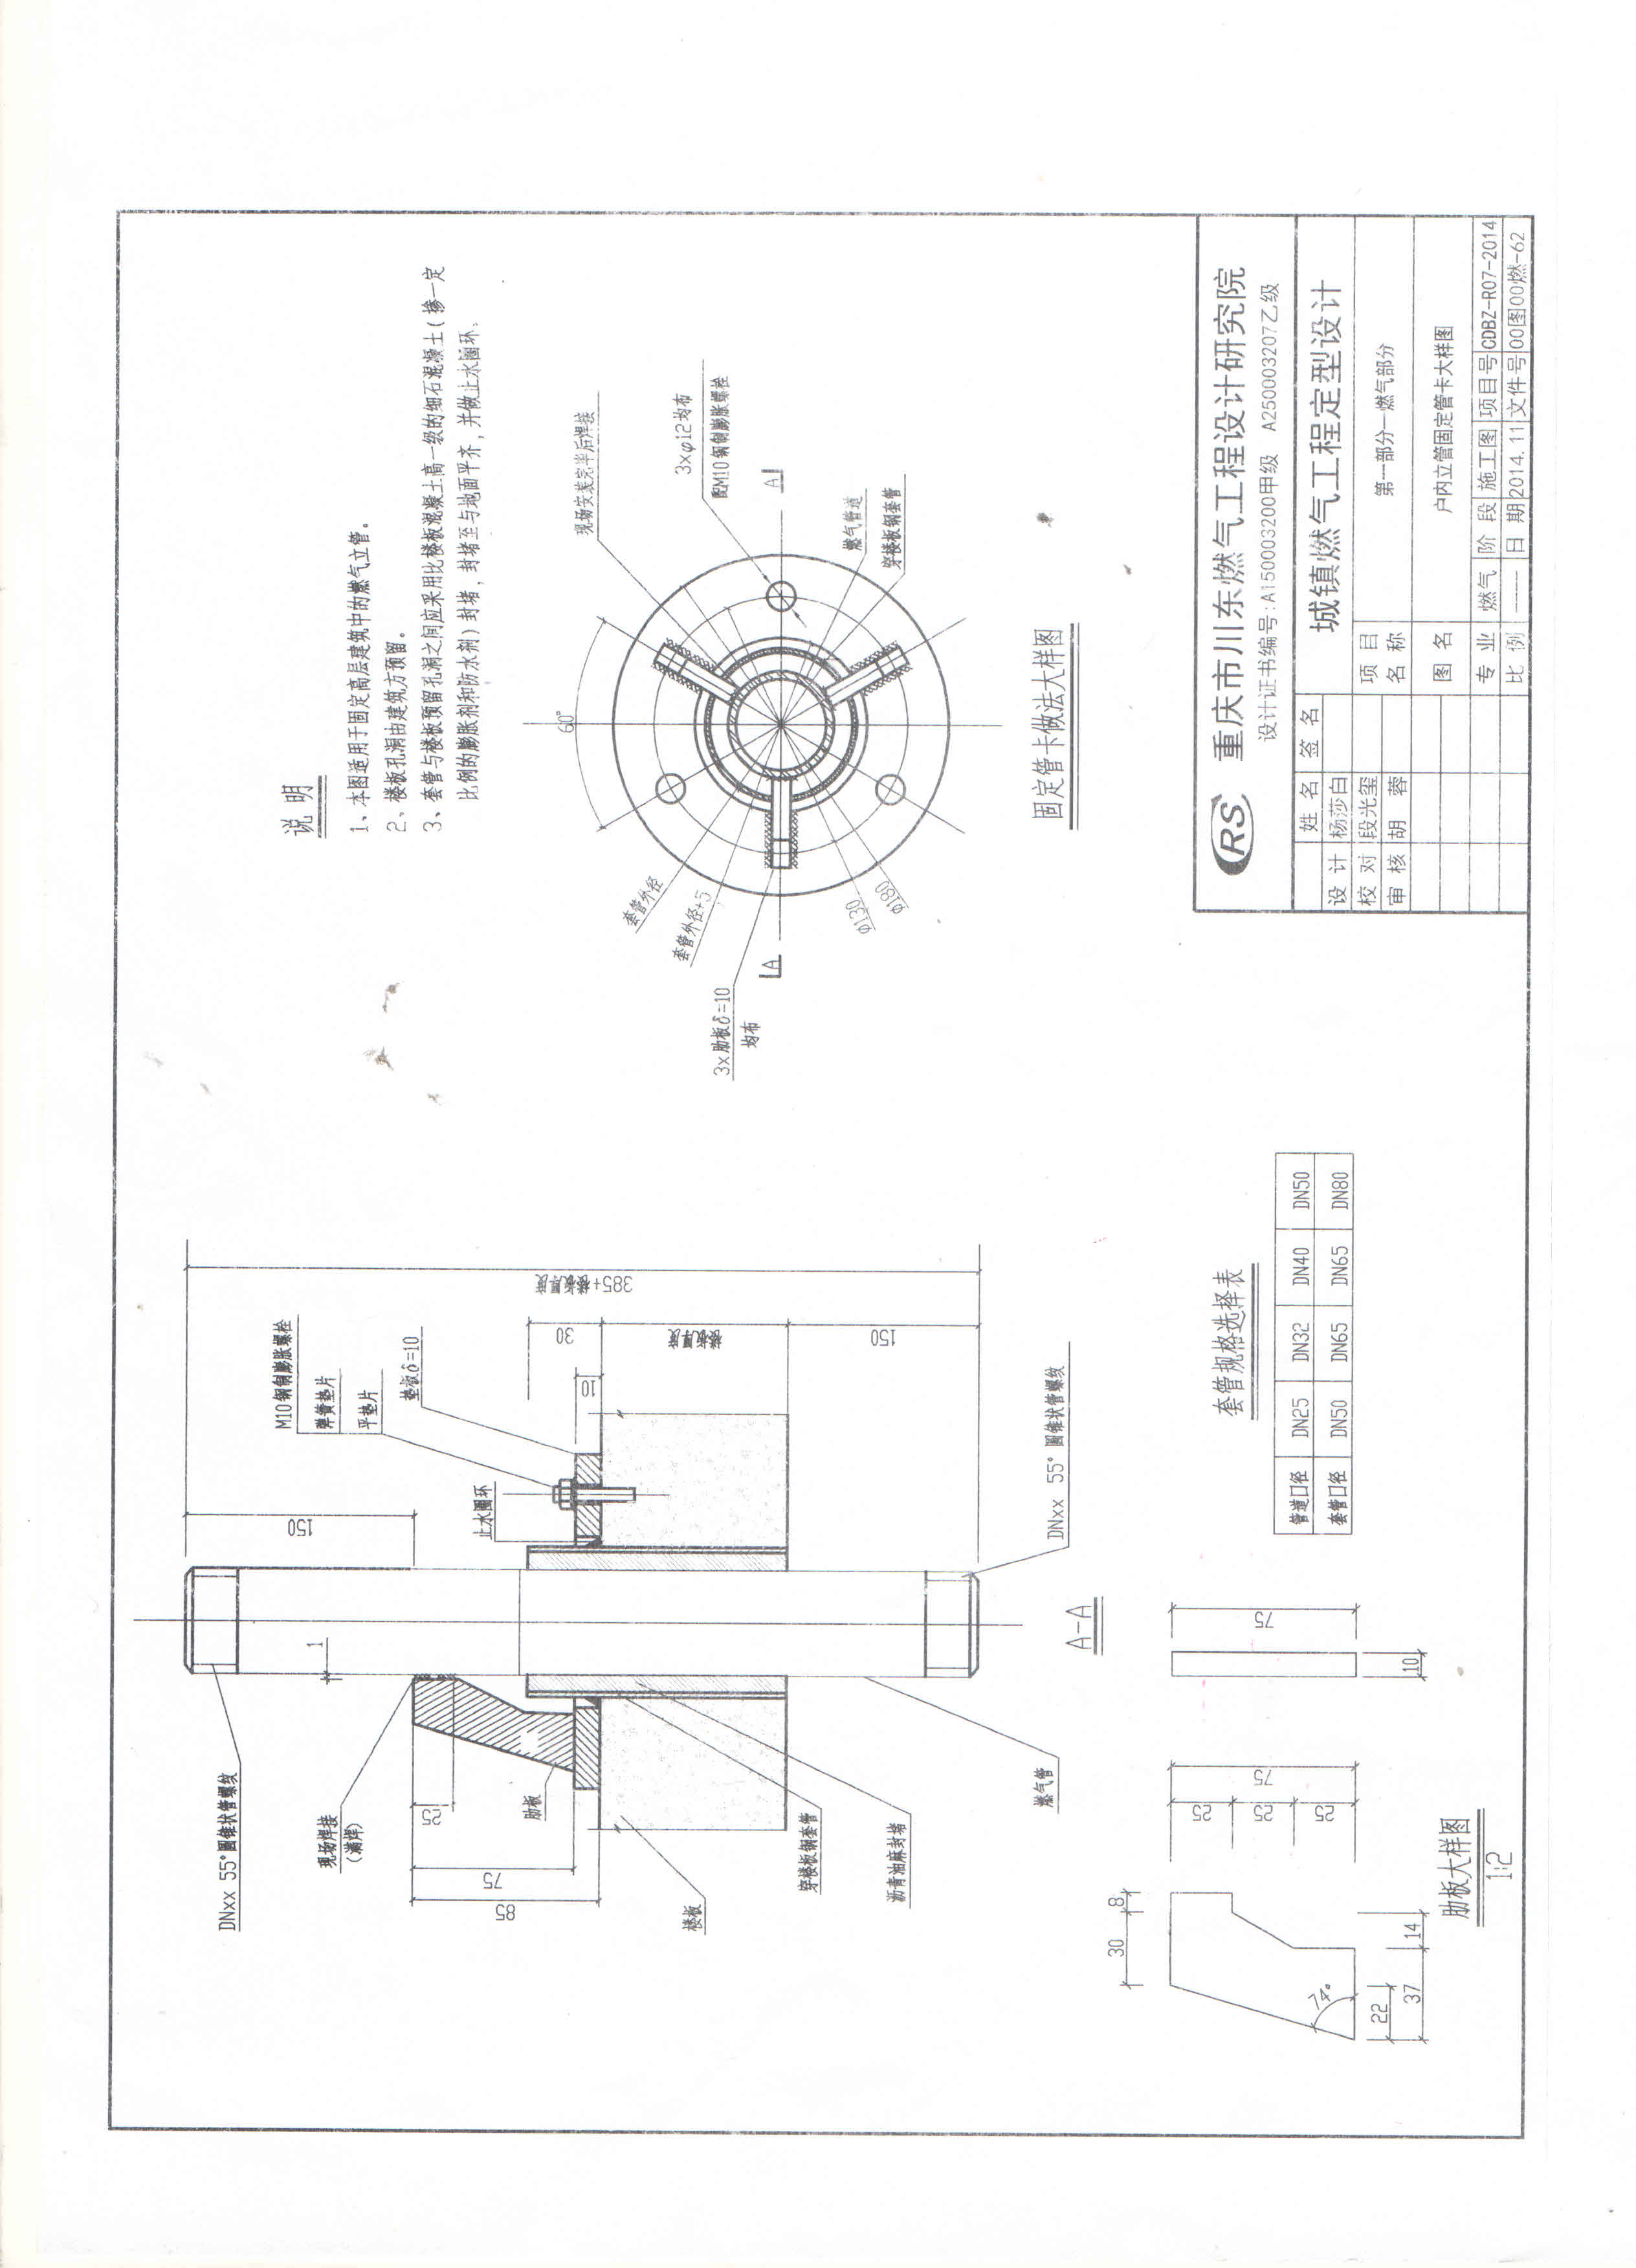 DNxx 55° 圆锥状管螺纹
现场焊接
(满焊)
1
150
25
75
85
肋板
楼板
M10钢制膨胀螺栓
弹簧垫片
平垫片
垫板δ=10
止水圈环
10
30
楼板厚度
150
385+楼板厚度
穿楼板钢套管
沥青油麻封堵
燃气管
DNxx 55° 圆锥状管螺纹
A-A
说明
1、本图适用于固定高层建筑中的燃气立管。
2、楼板孔洞由建筑方预留。
3、套管与楼板预留孔洞之间应采用比楼板混凝土高一级的细石混凝土(掺一定
比例的膨胀剂和防水剂)封堵，封堵至与地面平齐，并做止水圈环。
60°
现场安装完毕后焊接
3xφ12均布
配M10钢制膨胀螺栓
A
燃气管道
穿楼板钢套管
套管外径
套管外径+5
A
φ130
φ180
3x肋板δ=10
均布
固定管卡做法大样图
30
8
25
25
25
75
22
37
14
75
10
肋板大样图
1:2
套管规格选择表
管道口径 DN25 DN32 DN40 DN50
套管口径 DN50 DN65 DN65 DN80
CRS 重庆市川东燃气工程设计研究院
设计证书编号:A150003200甲级 A250003207乙级
姓名 签名
城镇燃气工程定型设计
设计 杨莎白
校对 段光玺
审核 胡蓉
项目名称 第一部分—燃气部分
图名 户内立管固定管卡大样图
专业 燃气 阶段 施工图 项目号 CDBZ-R07-2014
比例 —— 日期 2014.11 文件号 00图00燃-62